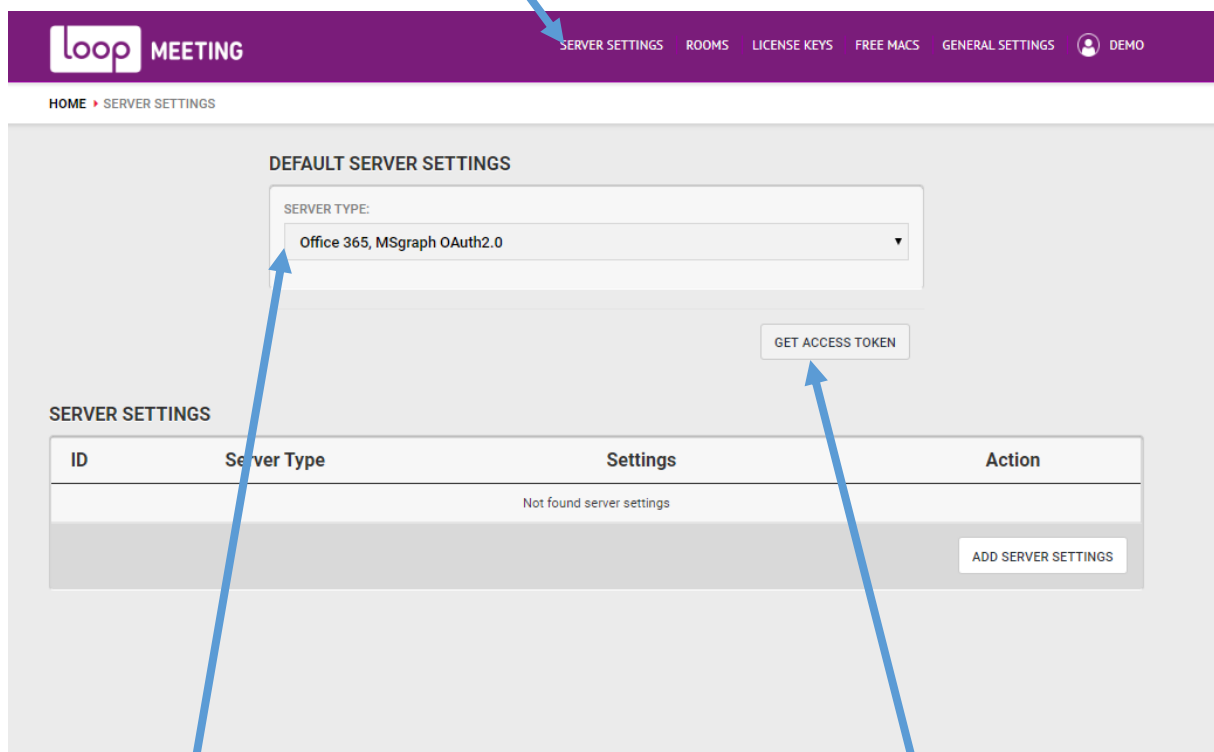 loop MEETING SERVER SETTINGS ROOMS LICENSE KEYS FREE MACS GENERAL SETTINGS DEMO
HOME SERVER SETTINGS
DEFAULT SERVER SETTINGS
SERVER TYPE:
Office 365, MSgraph OAuth2.0
GET ACCESS TOKEN
SERVER SETTINGS
ID Server Type Settings Action
Not found server settings
ADD SERVER SETTINGS